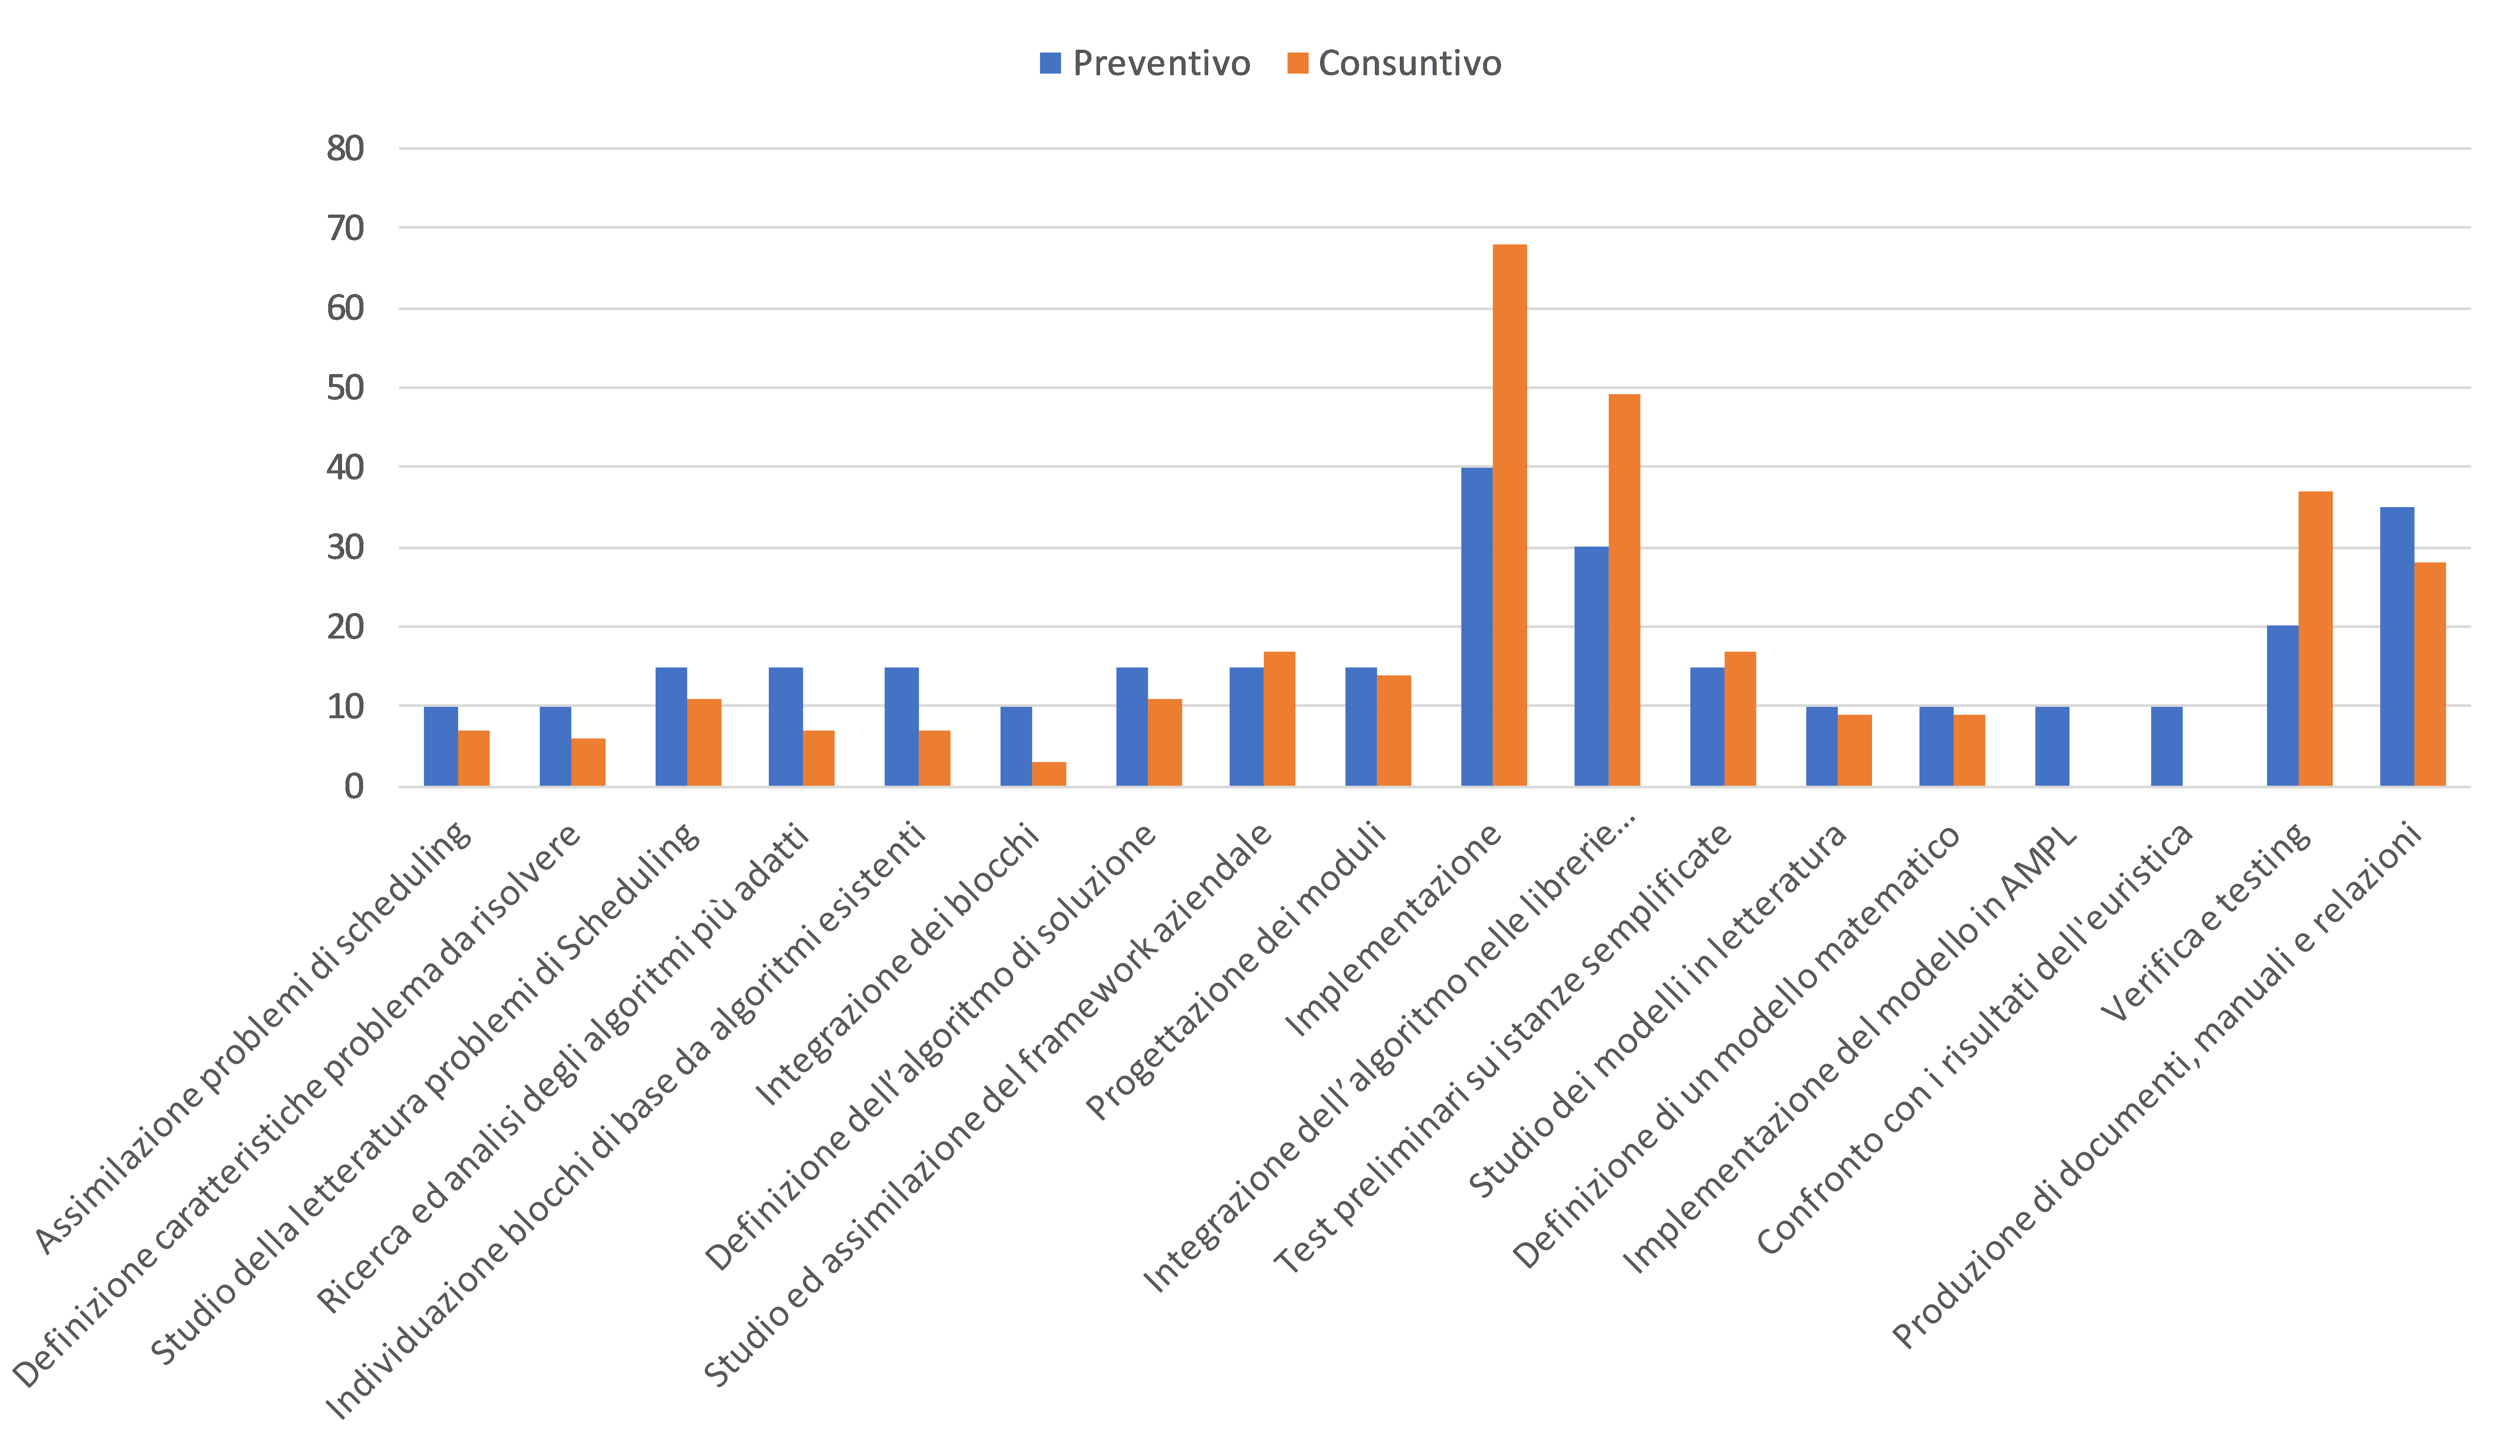 Preventivo Consuntivo
80
70
60
50
40
30
20
10
0
Assimilazione problemi di scheduling
Definizione caratteristiche problema da risolvere
Studio della letteratura problemi di Scheduling
Ricerca ed analisi degli algoritmi più adatti
Individuazione blocchi di base da algoritmi esistenti
Integrazione dei blocchi
Definizione dell’algoritmo di soluzione
Studio ed assimilazione del framework aziendale
Progettazione dei moduli
Implementazione
Integrazione dell’algoritmo nelle librerie…
Test preliminari su istanze semplificate
Studio dei modelli in letteratura
Definizione di un modello matematico
Implementazione del modello in AMPL
Confronto con i risultati dell'euristica
Verifica e testing
Produzione di documenti, manuali e relazioni